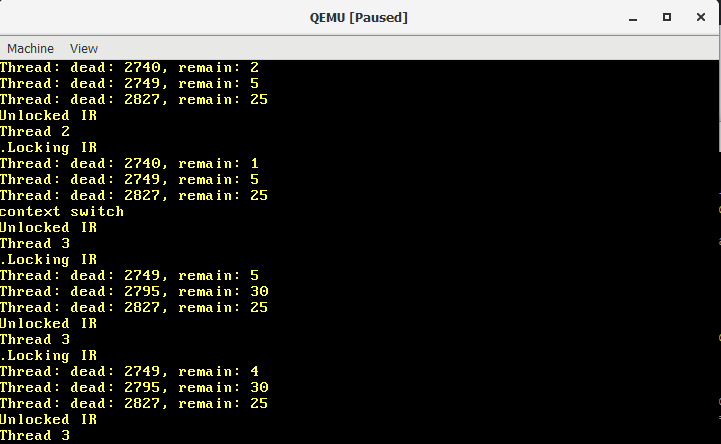 QEMU [Paused]
Machine View
Thread: dead: 2740, remain: 2
Thread: dead: 2749, remain: 5
Thread: dead: 2827, remain: 25
Unlocked IR
Thread 2
.Locking IR
Thread: dead: 2740, remain: 1
Thread: dead: 2749, remain: 5
Thread: dead: 2827, remain: 25
context switch
Unlocked IR
Thread 3
.Locking IR
Thread: dead: 2749, remain: 5
Thread: dead: 2795, remain: 30
Thread: dead: 2827, remain: 25
Unlocked IR
Thread 3
.Locking IR
Thread: dead: 2749, remain: 4
Thread: dead: 2795, remain: 30
Thread: dead: 2827, remain: 25
Unlocked IR
Thread 3